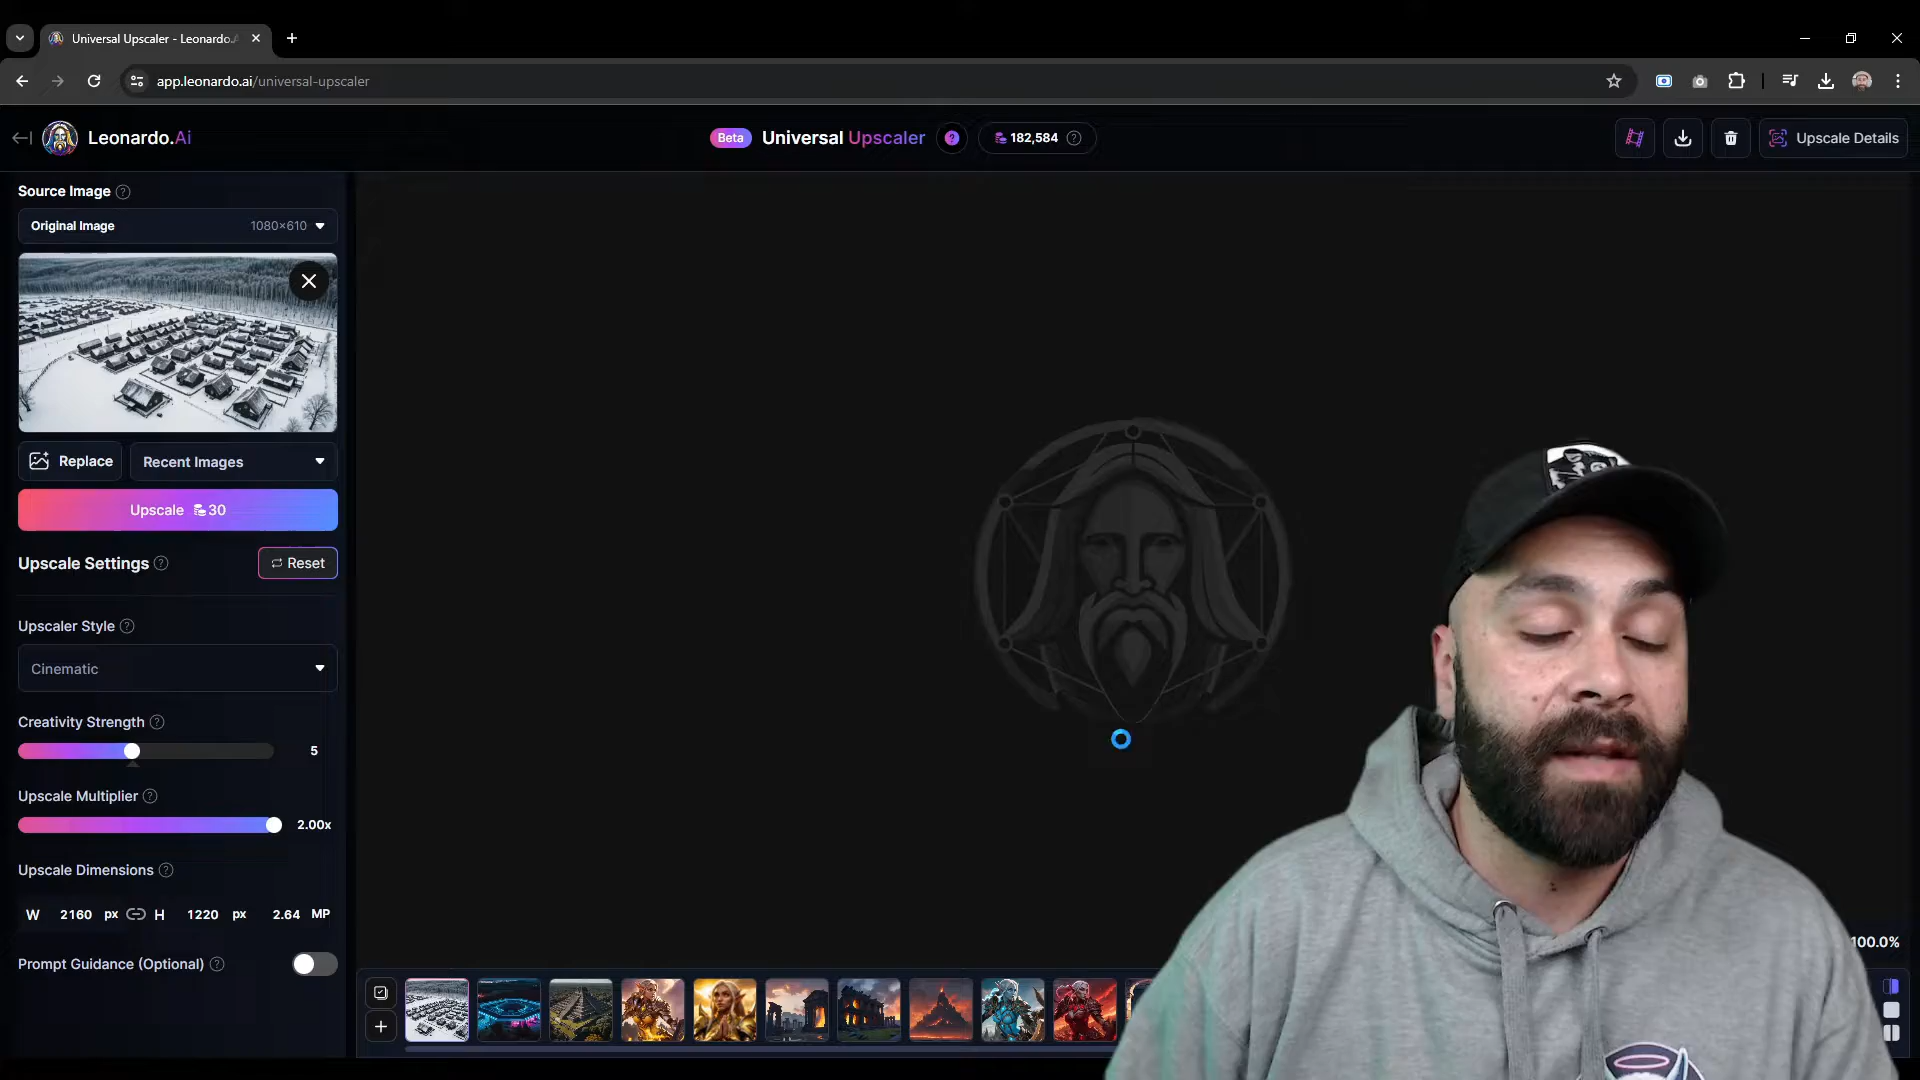 Universal Upscaler - Leonardo.A
app.leonardo.ai/universal-upscaler
Leonardo.Ai
Beta
Universal Upscaler
?
182,584
?
Upscale Details
Source Image ?
Original Image
1080×610
Replace
Recent Images
Upscale 30
Upscale Settings ?
Reset
Upscaler Style ?
Cinematic
Creativity Strength ?
5
Upscale Multiplier ?
2.00x
Upscale Dimensions ?
W 2160 px H 1220 px 2.64 MP
Prompt Guidance (Optional) ?
100.0%